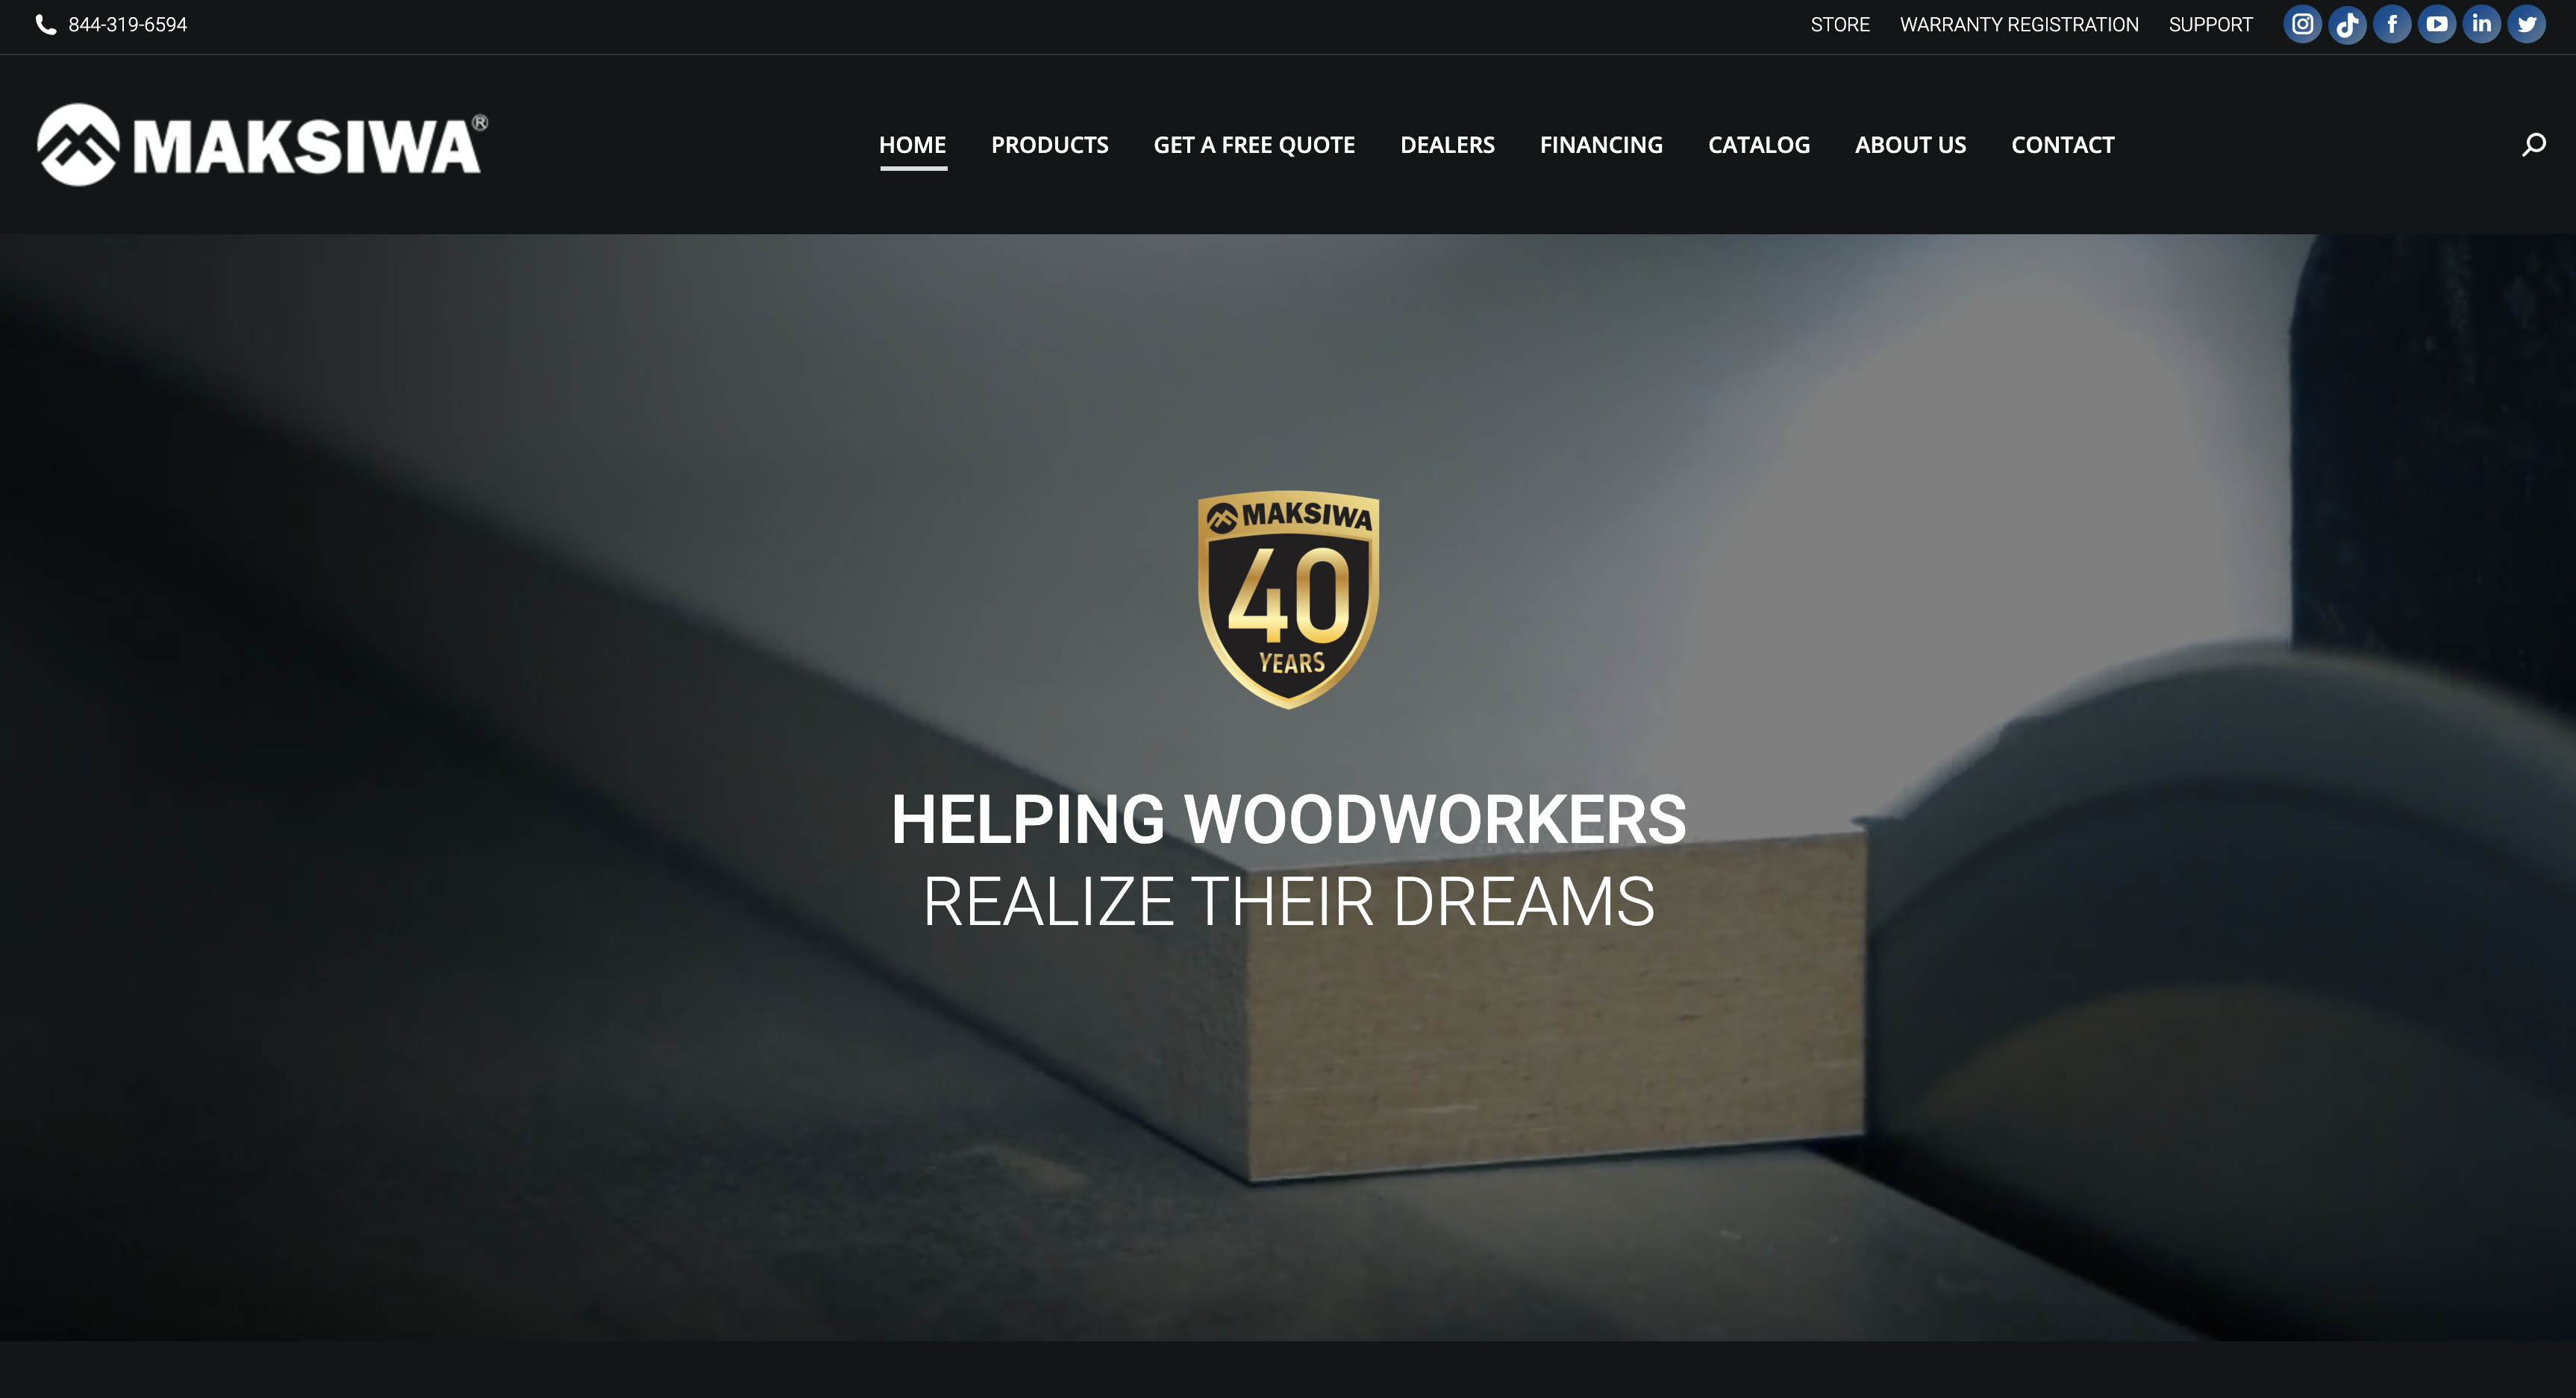 844-319-6594
STORE WARRANTY REGISTRATION SUPPORT
MAKSIWA®
HOME PRODUCTS GET A FREE QUOTE DEALERS FINANCING CATALOG ABOUT US CONTACT
MAKSIWA
40
YEARS
HELPING WOODWORKERS
REALIZE THEIR DREAMS